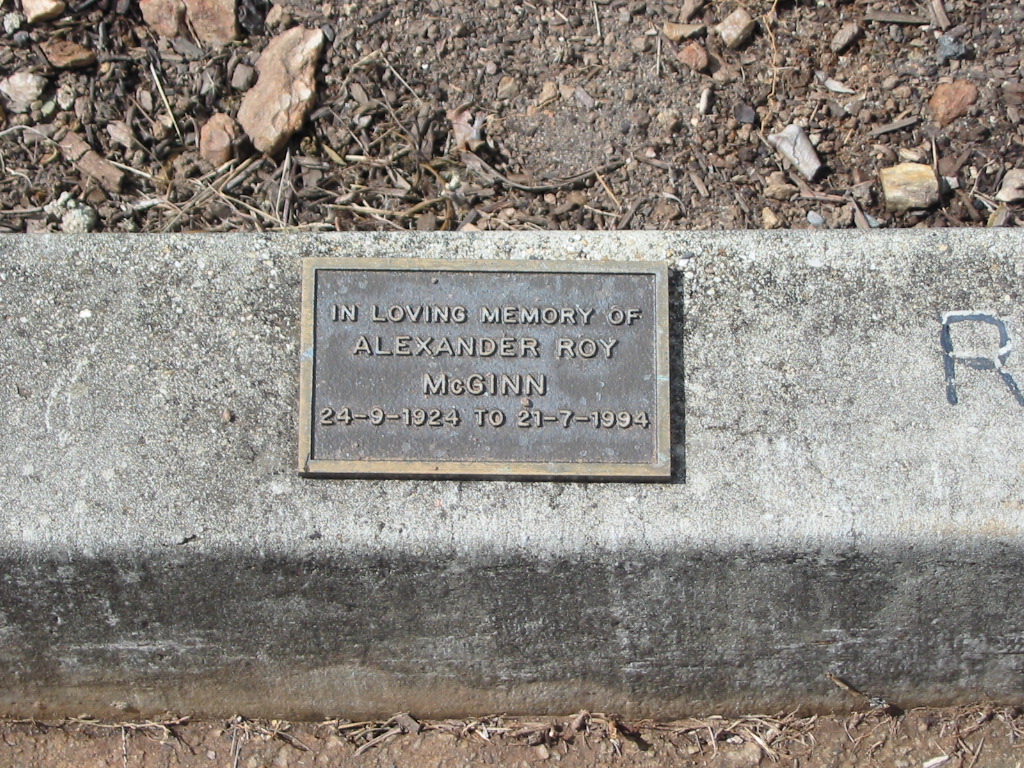 IN LOVING MEMORY OF
ALEXANDER ROY
McGINN
24-9-1924 TO 21-7-1994
R